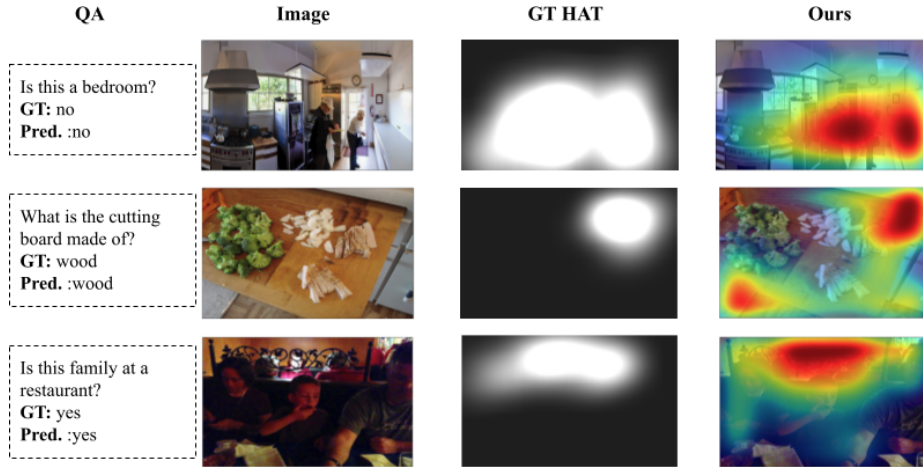 QA Image GT HAT Ours
Is this a bedroom?
GT: no
Pred. :no
What is the cutting
board made of?
GT: wood
Pred. :wood
Is this family at a
restaurant?
GT: yes
Pred. :yes